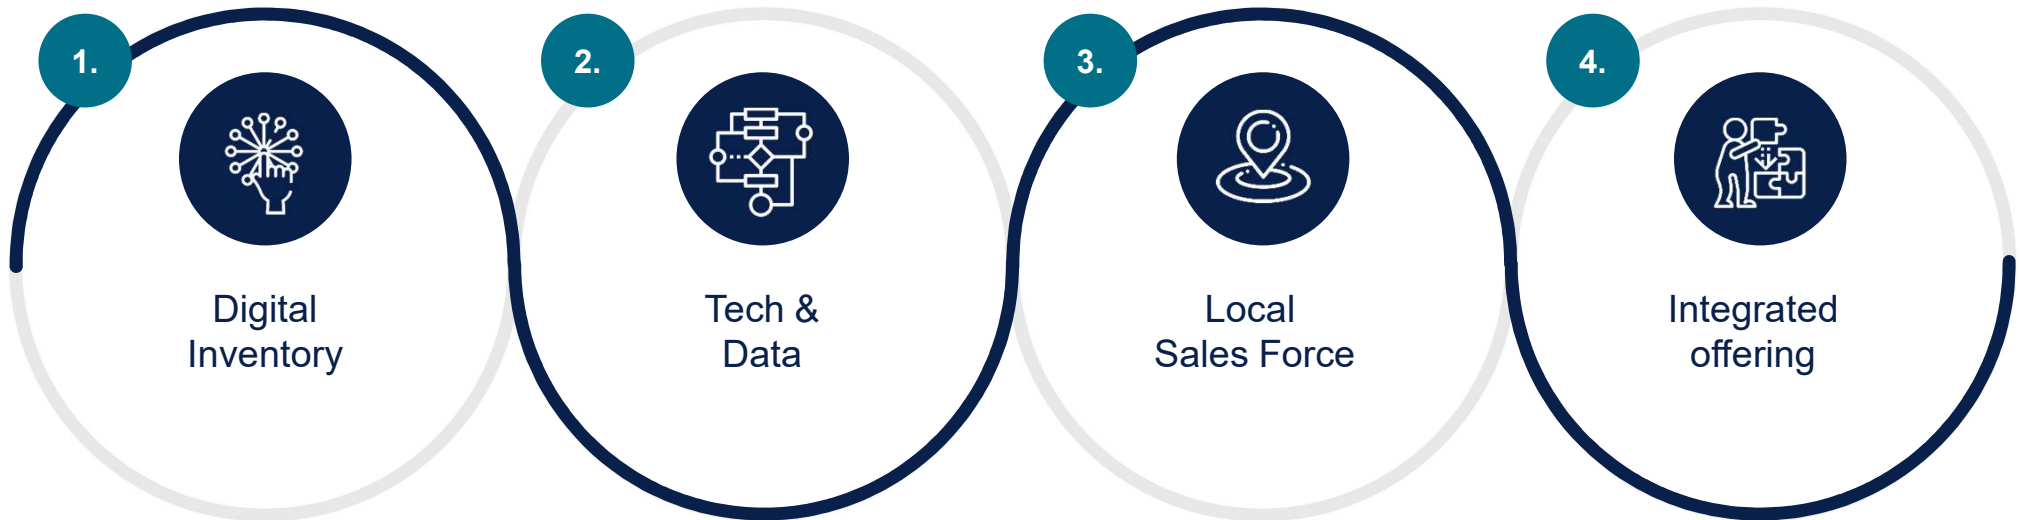 1.
Digital
Inventory
2.
Tech &
Data
3.
Local
Sales Force
4.
Integrated
offering